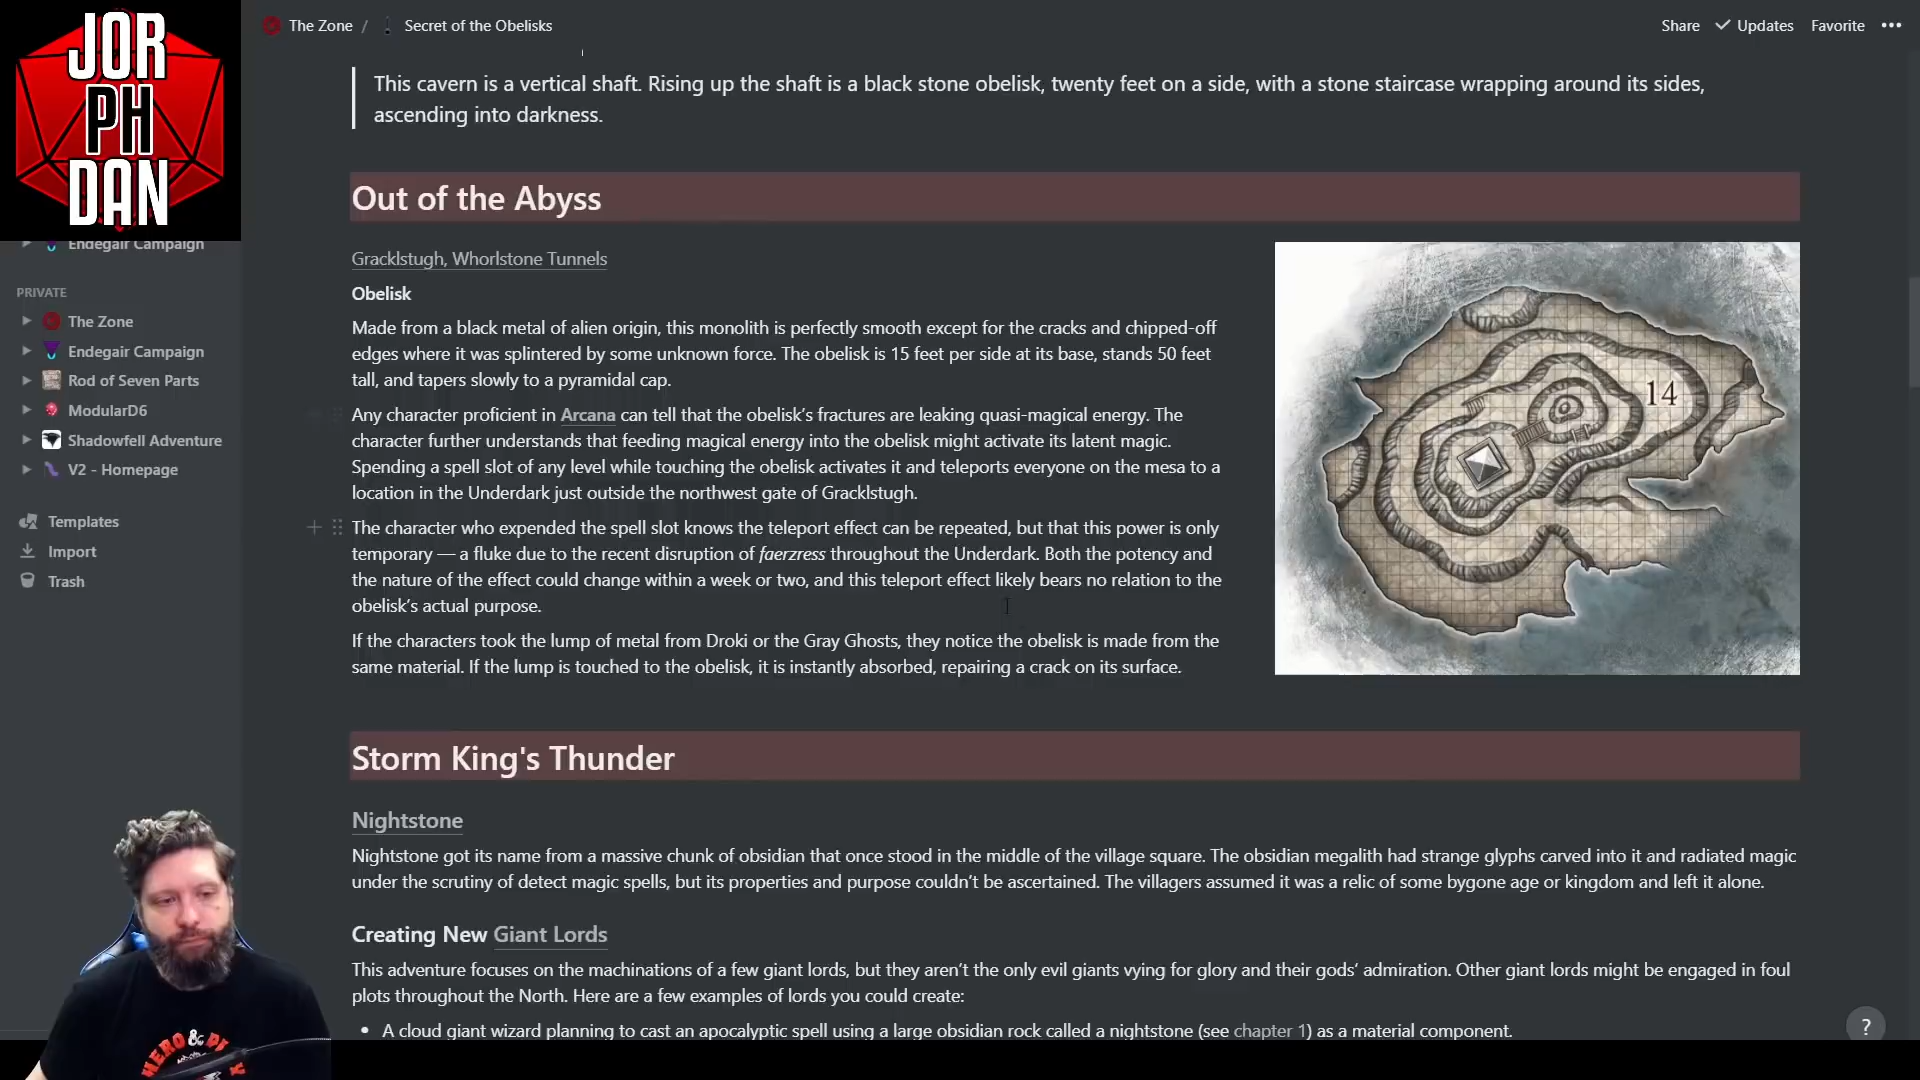 JOR
PH
DAN
The Zone / Secret of the Obelisks
Share Updates Favorite •••
Endegair Campaign
PRIVATE
The Zone
Endegair Campaign
Rod of Seven Parts
ModularD6
Shadowfell Adventure
V2 - Homepage
Templates
Import
Trash
This cavern is a vertical shaft. Rising up the shaft is a black stone obelisk, twenty feet on a side, with a stone staircase wrapping around its sides,
ascending into darkness.
Out of the Abyss
Gracklstugh, Whorlstone Tunnels
Obelisk
Made from a black metal of alien origin, this monolith is perfectly smooth except for the cracks and chipped-off
edges where it was splintered by some unknown force. The obelisk is 15 feet per side at its base, stands 50 feet
tall, and tapers slowly to a pyramidal cap.
Any character proficient in Arcana can tell that the obelisk’s fractures are leaking quasi-magical energy. The
character further understands that feeding magical energy into the obelisk might activate its latent magic.
Spending a spell slot of any level while touching the obelisk activates it and teleports everyone on the mesa to a
location in the Underdark just outside the northwest gate of Gracklstugh.
The character who expended the spell slot knows the teleport effect can be repeated, but that this power is only
temporary — a fluke due to the recent disruption of faerzress throughout the Underdark. Both the potency and
the nature of the effect could change within a week or two, and this teleport effect likely bears no relation to the
obelisk’s actual purpose.
If the characters took the lump of metal from Droki or the Gray Ghosts, they notice the obelisk is made from the
same material. If the lump is touched to the obelisk, it is instantly absorbed, repairing a crack on its surface.
14
Storm King's Thunder
Nightstone
Nightstone got its name from a massive chunk of obsidian that once stood in the middle of the village square. The obsidian megalith had strange glyphs carved into it and radiated magic
under the scrutiny of detect magic spells, but its properties and purpose couldn’t be ascertained. The villagers assumed it was a relic of some bygone age or kingdom and left it alone.
Creating New Giant Lords
This adventure focuses on the machinations of a few giant lords, but they aren’t the only evil giants vying for glory and their gods’ admiration. Other giant lords might be engaged in foul
plots throughout the North. Here are a few examples of lords you could create:
• A cloud giant wizard planning to cast an apocalyptic spell using a large obsidian rock called a nightstone (see chapter 1) as a material component.
?
HERO &